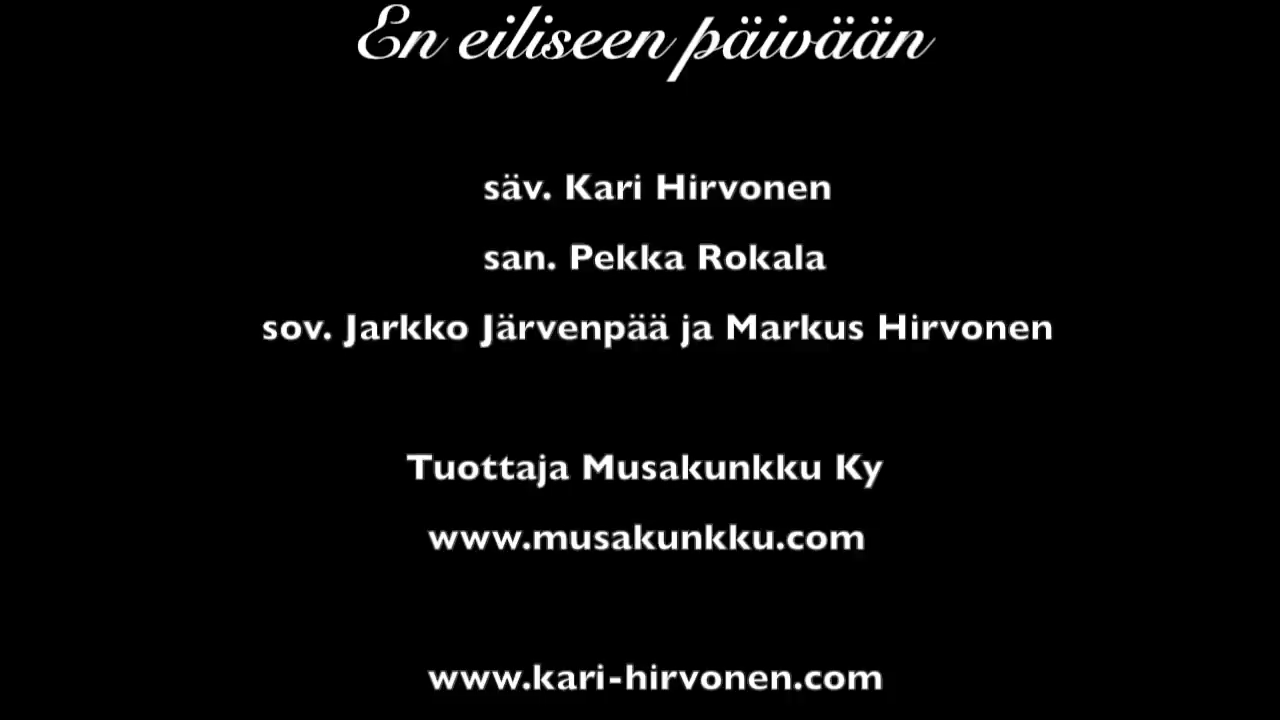 En eiliseen päivään
säv. Kari Hirvonen
san. Pekka Rokala
sov. Jarkko Järvenpää ja Markus Hirvonen
Tuottaja Musakunkku Ky
www.musakunkku.com
www.kari-hirvonen.com